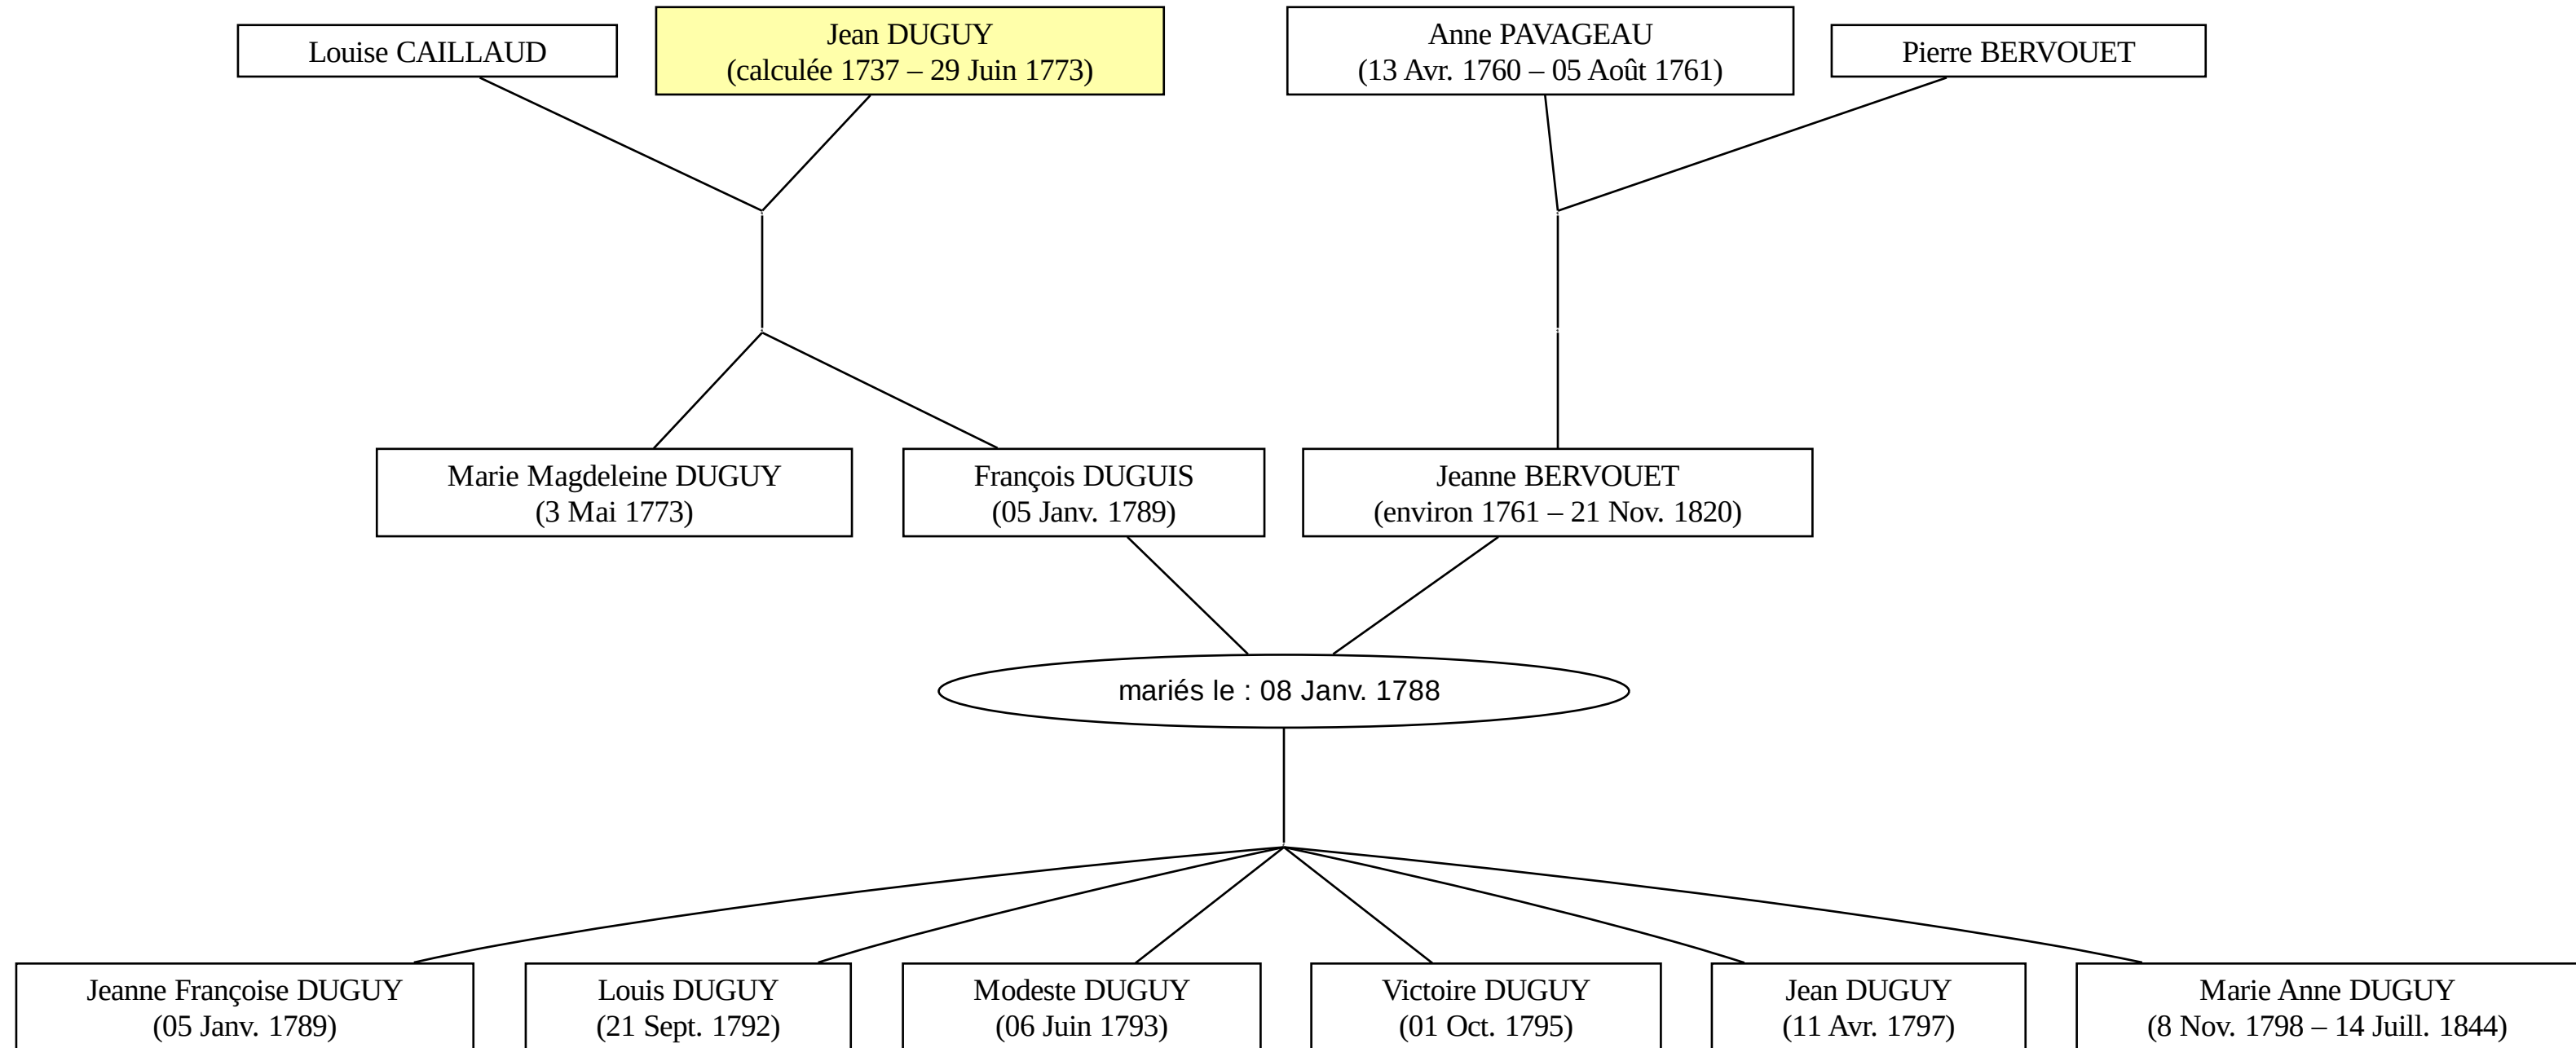 Louise CAILLAUD
Jean DUGUY
(calculée 1737 – 29 Juin 1773)
Anne PAVAGEAU
(13 Avr. 1760 – 05 Août 1761)
Pierre BERVOUET
Marie Magdeleine DUGUY
(3 Mai 1773)
François DUGUIS
(05 Janv. 1789)
Jeanne BERVOUET
(environ 1761 – 21 Nov. 1820)
mariés le : 08 Janv. 1788
Jeanne Françoise DUGUY
(05 Janv. 1789)
Louis DUGUY
(21 Sept. 1792)
Modeste DUGUY
(06 Juin 1793)
Victoire DUGUY
(01 Oct. 1795)
Jean DUGUY
(11 Avr. 1797)
Marie Anne DUGUY
(8 Nov. 1798 – 14 Juill. 1844)